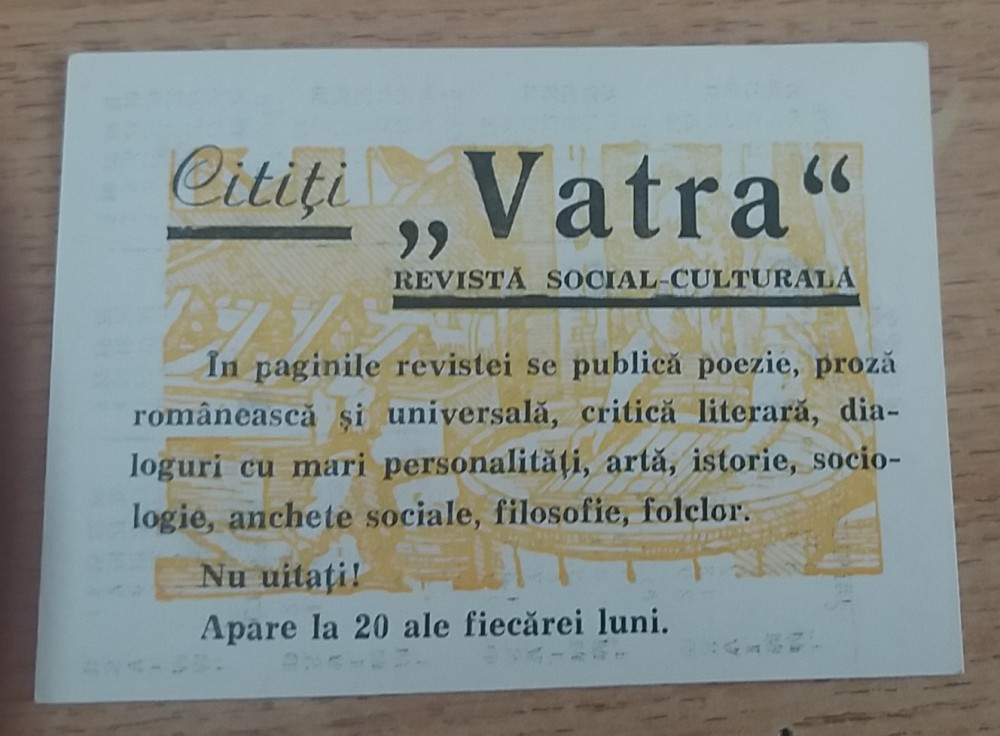 Citiți
„Vatra“
REVISTĂ SOCIAL-CULTURALĂ
În paginile revistei se publică poezie, proză
românească și universală, critică literară, dia-
loguri cu mari personalități, artă, istorie, socio-
logie, anchete sociale, filosofie, folclor.
Nu uitați!
Apare la 20 ale fiecărei luni.